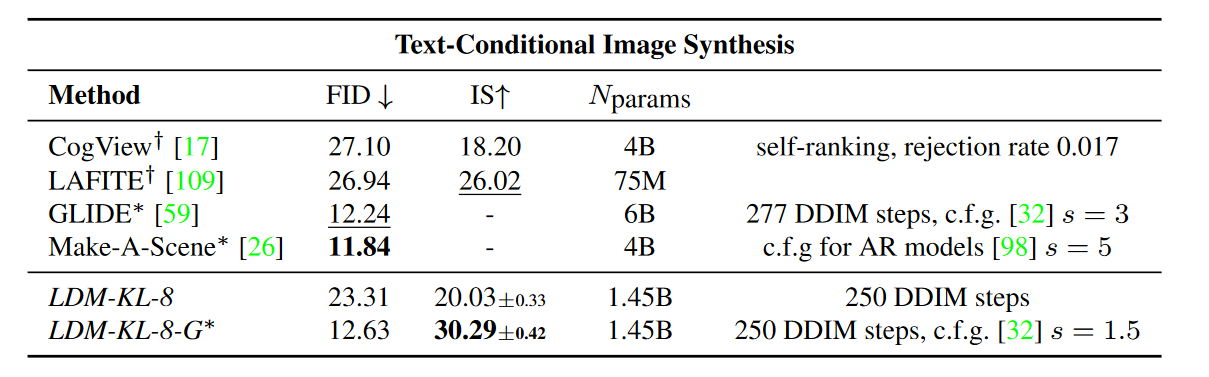 Text-Conditional Image Synthesis
Method FID ↓ IS↑ Nparams
CogView† [17] 27.10 18.20 4B self-ranking, rejection rate 0.017
LAFITE† [109] 26.94 26.02 75M
GLIDE* [59] 12.24 - 6B 277 DDIM steps, c.f.g. [32] s = 3
Make-A-Scene* [26] 11.84 - 4B c.f.g for AR models [98] s = 5
LDM-KL-8 23.31 20.03±0.33 1.45B 250 DDIM steps
LDM-KL-8-G* 12.63 30.29±0.42 1.45B 250 DDIM steps, c.f.g. [32] s = 1.5